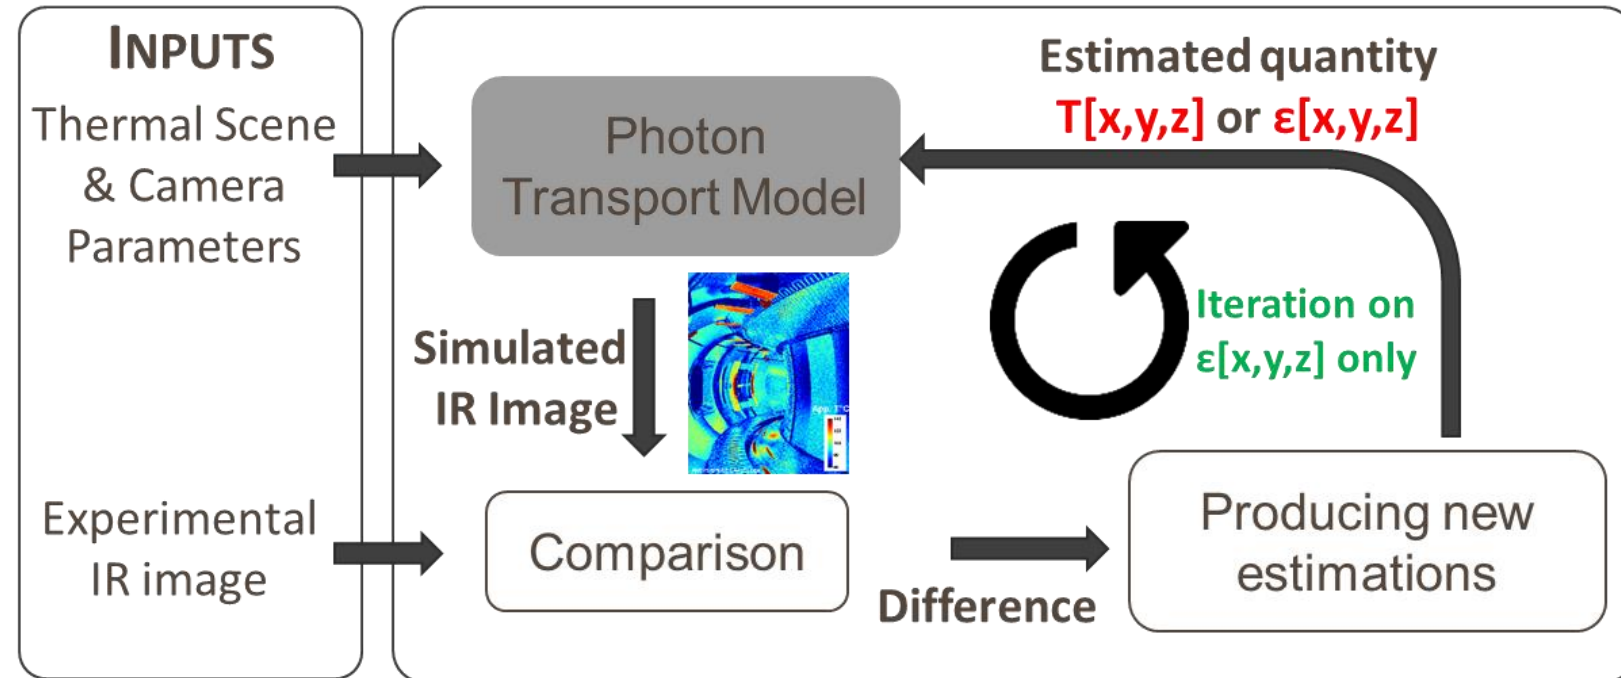 INPUTS
Thermal Scene
& Camera
Parameters
Experimental
IR image
Photon
Transport Model
Estimated quantity
T[x,y,z] or ε[x,y,z]
Simulated
IR Image
Iteration on
ε[x,y,z] only
Comparison
Difference
Producing new
estimations